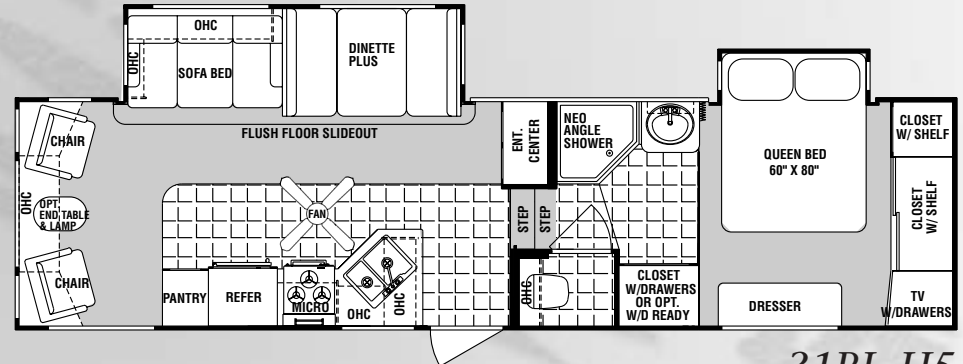 OHC
OHC
SOFA BED
DINETTE
PLUS
FLUSH FLOOR SLIDEOUT
CHAIR
OHC
OPT
END TABLE
& LAMP
CHAIR
FAN
PANTRY
REFER
MICRO
OHC
OHC
ENT.
CENTER
STEP
STEP
NEO
ANGLE
SHOWER
OHC
CLOSET
W/DRAWERS
OR OPT.
W/D READY
QUEEN BED
60" X 80"
DRESSER
CLOSET
W/ SHELF
CLOSET
W/ SHELF
TV
W/DRAWERS